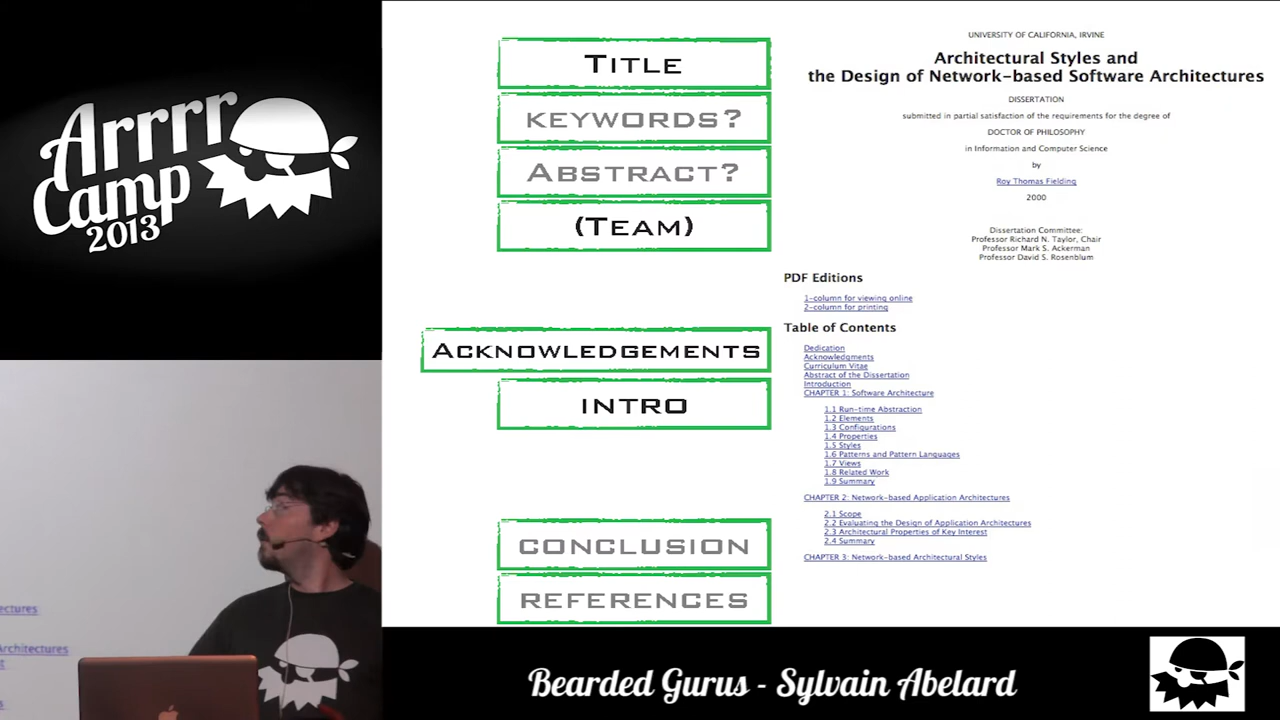 Arrrr
Camp
2013
TITLE
KEYWORDS?
ABSTRACT?
(TEAM)
ACKNOWLEDGEMENTS
INTRO
CONCLUSION
REFERENCES
UNIVERSITY OF CALIFORNIA, IRVINE
Architectural Styles and
the Design of Network-based Software Architectures
DISSERTATION
submitted in partial satisfaction of the requirements for the degree of
DOCTOR OF PHILOSOPHY
in Information and Computer Science
by
Roy Thomas Fielding
2000
Dissertation Committee:
Professor Richard N. Taylor, Chair
Professor Mark S. Ackerman
Professor David S. Rosenblum
PDF Editions
1-column for viewing online
2-column for printing
Table of Contents
Dedication
Acknowledgments
Curriculum Vitae
Abstract of the Dissertation
Introduction
CHAPTER 1: Software Architecture
1.1 Run-time Abstraction
1.2 Elements
1.3 Configurations
1.4 Properties
1.5 Styles
1.6 Patterns and Pattern Languages
1.7 Views
1.8 Related Work
1.9 Summary
CHAPTER 2: Network-based Application Architectures
2.1 Scope
2.2 Evaluating the Design of Application Architectures
2.3 Architectural Properties of Key Interest
2.4 Summary
CHAPTER 3: Network-based Architectural Styles
Bearded Gurus - Sylvain Abelard